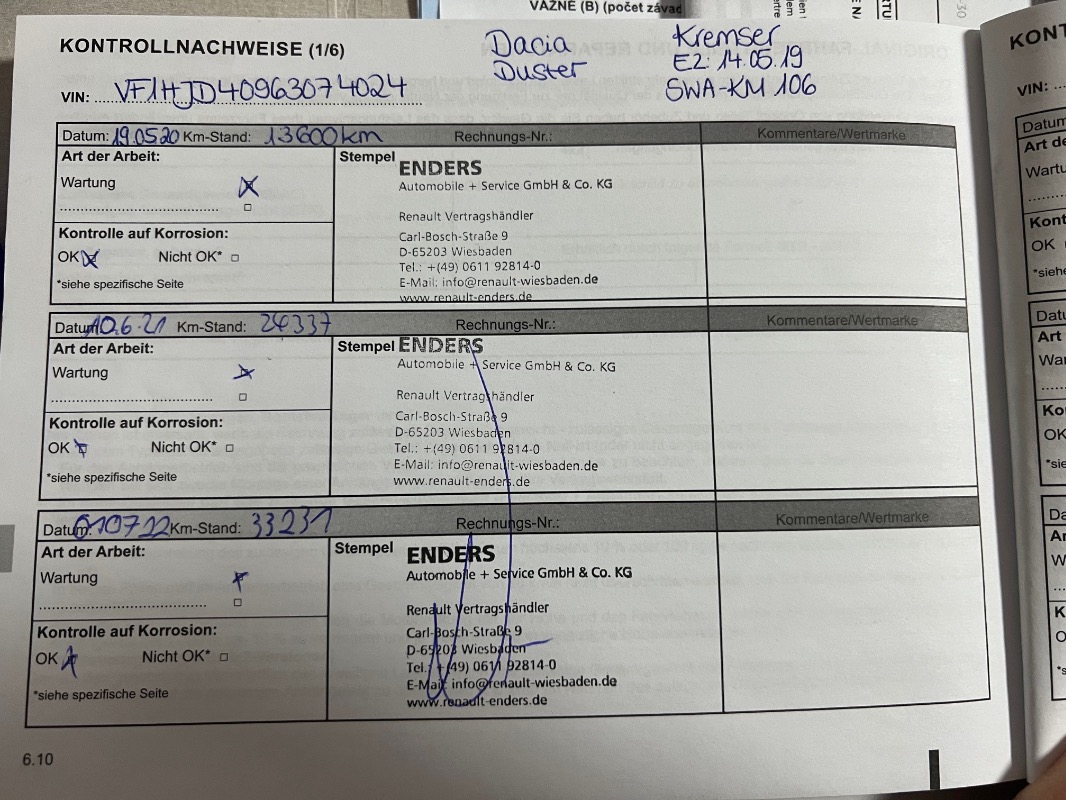 VAŽNÉ (B) (počet závad
KONTROLLNACHWEISE (1/6)
Dacia
Duster
Kremser
EZ: 14.05.19
SWA-KM 106
VIN: VF1HJD40963074024
Datum: 19.05.20 Km-Stand: 13600km Rechnungs-Nr.: Kommentare/Wertmarke
Art der Arbeit:
Wartung
Kontrolle auf Korrosion:
OK Nicht OK*
*siehe spezifische Seite
Stempel
ENDERS
Automobile + Service GmbH & Co. KG
Renault Vertragshändler
Carl-Bosch-Straße 9
D-65203 Wiesbaden
Tel.: +(49) 0611 92814-0
E-Mail: info@renault-wiesbaden.de
www.renault-enders.de
Datum: 10.6.21 Km-Stand: 24337 Rechnungs-Nr.: Kommentare/Wertmarke
Art der Arbeit:
Wartung
Kontrolle auf Korrosion:
OK Nicht OK*
*siehe spezifische Seite
Stempel
ENDERS
Automobile + Service GmbH & Co. KG
Renault Vertragshändler
Carl-Bosch-Straße 9
D-65203 Wiesbaden
Tel.: +(49) 0611 92814-0
E-Mail: info@renault-wiesbaden.de
www.renault-enders.de
Datum: 010722 Km-Stand: 33231 Rechnungs-Nr.: Kommentare/Wertmarke
Art der Arbeit:
Wartung
Kontrolle auf Korrosion:
OK Nicht OK*
*siehe spezifische Seite
Stempel
ENDERS
Automobile + Service GmbH & Co. KG
Renault Vertragshändler
Carl-Bosch-Straße 9
D-65203 Wiesbaden
Tel.: +(49) 0611 92814-0
E-Mail: info@renault-wiesbaden.de
www.renault-enders.de
6.10
VIN:
OK
OK